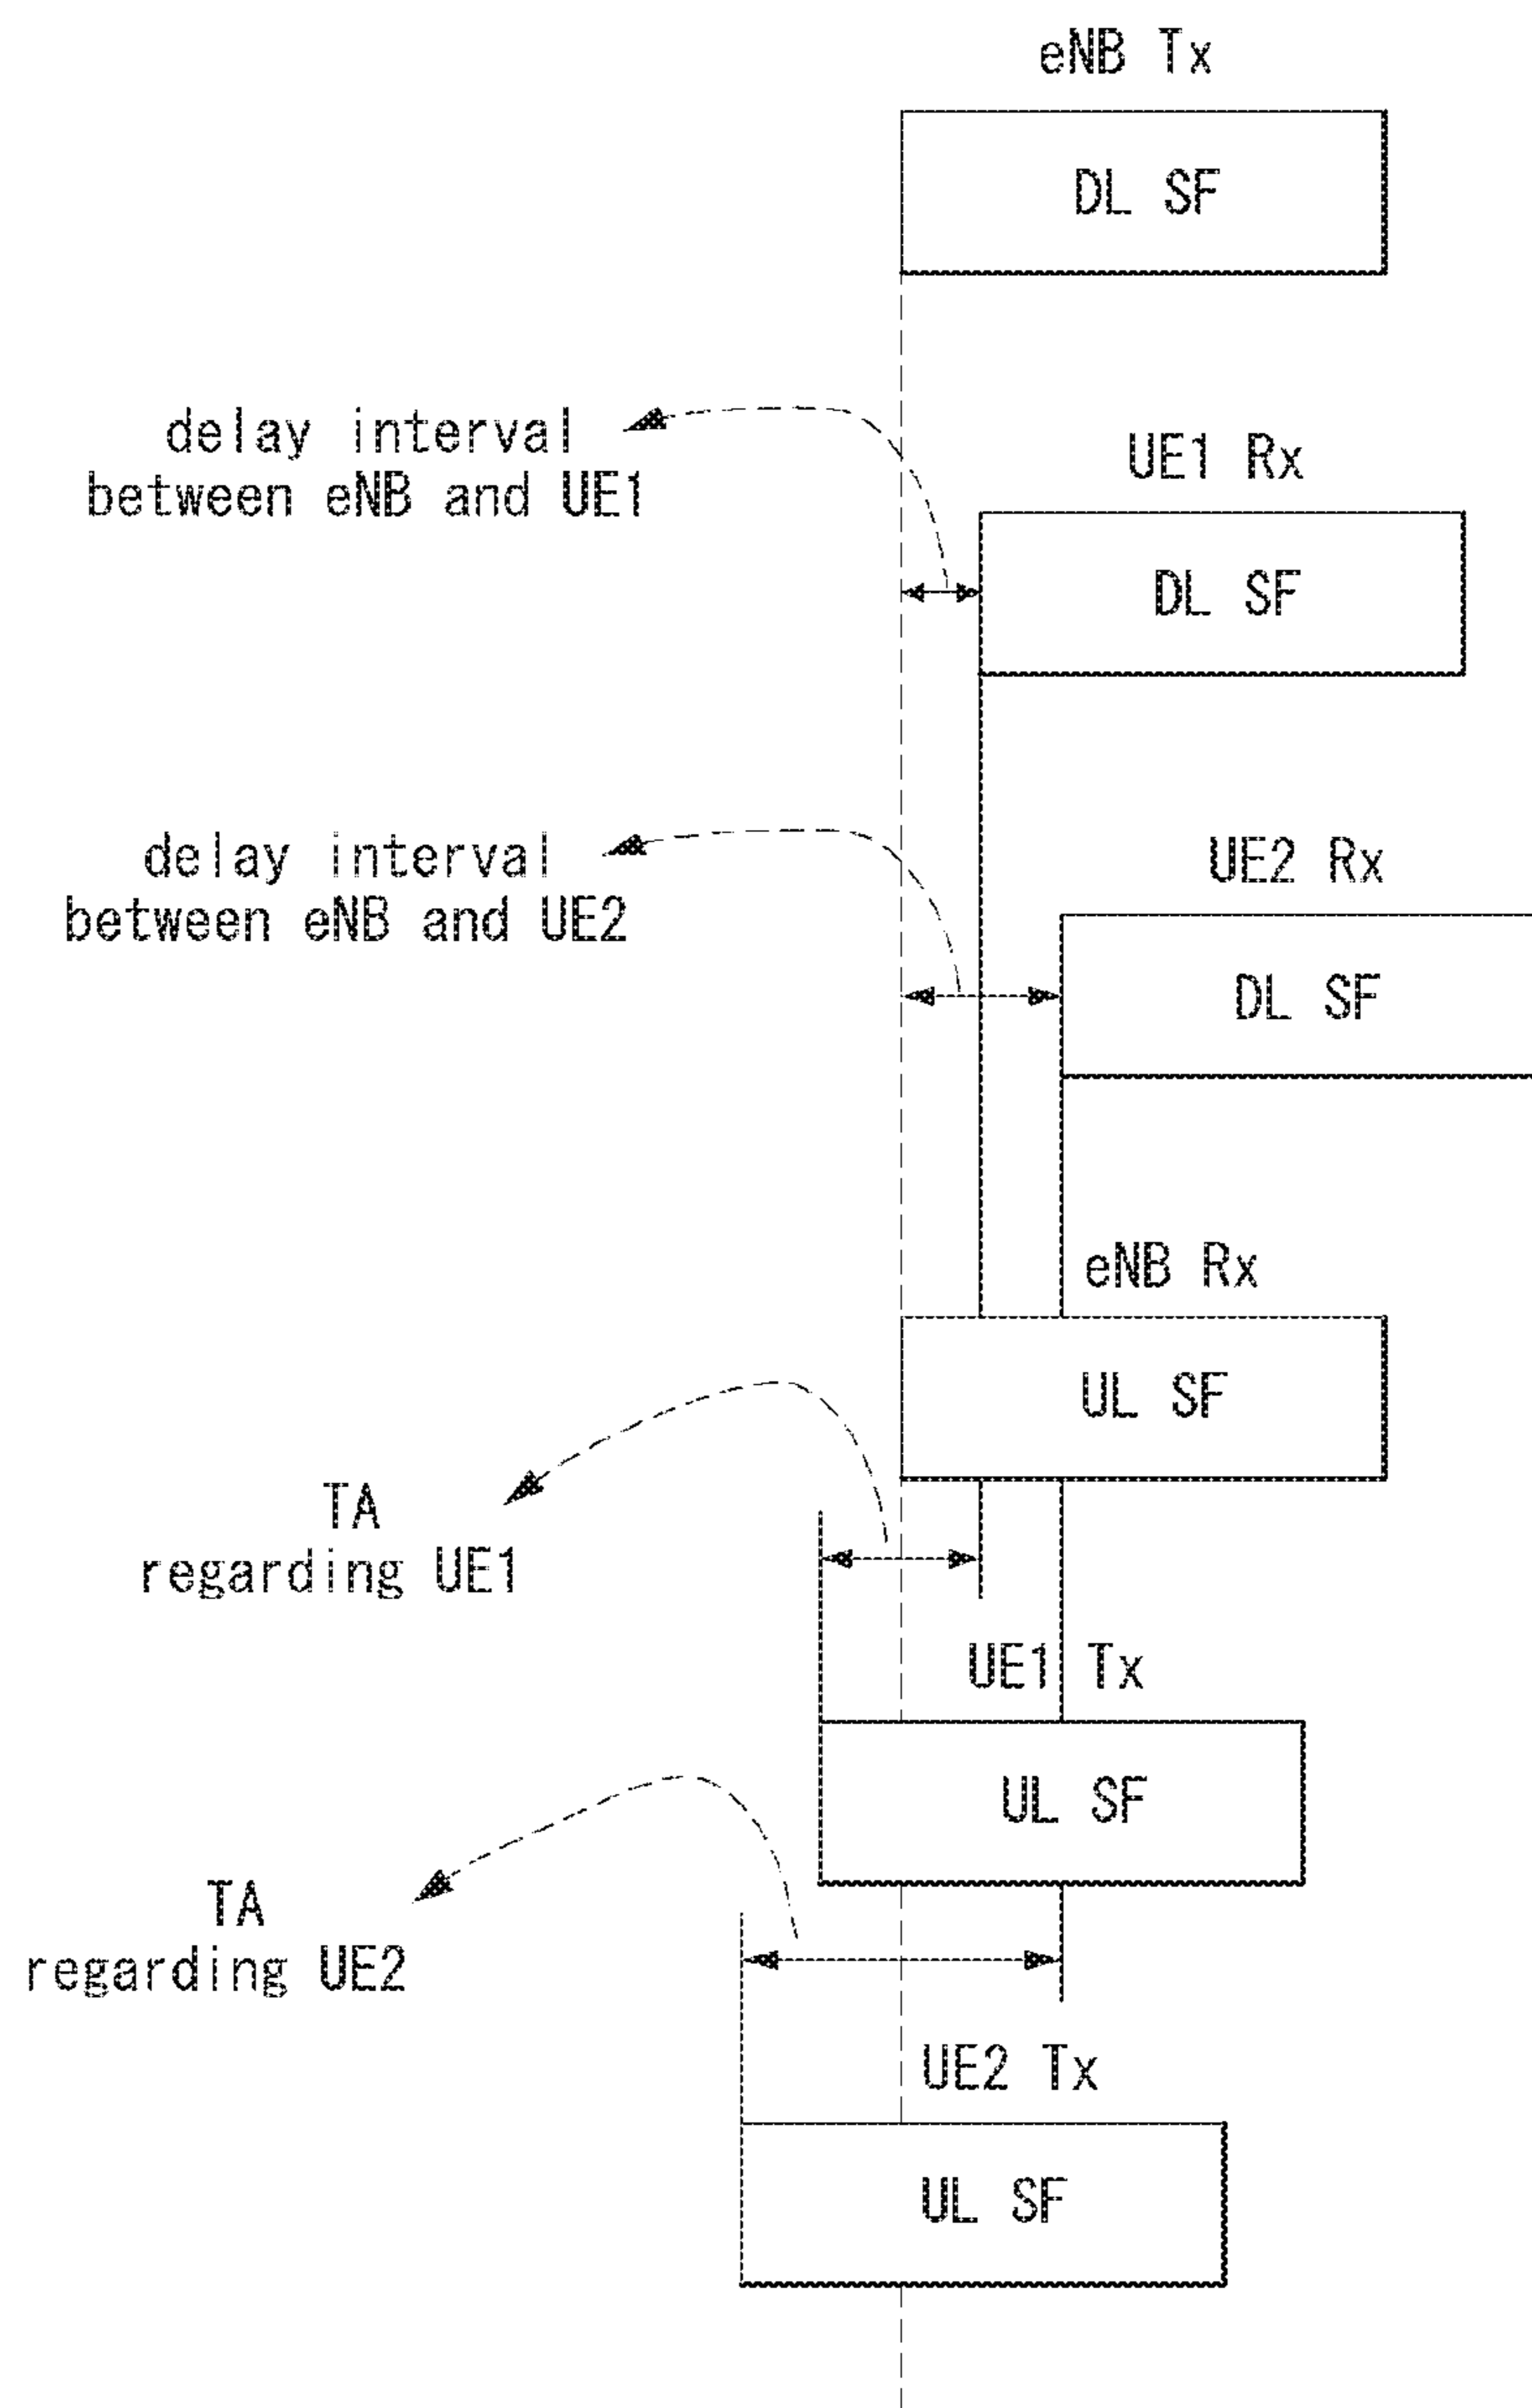 eNB Tx
DL SF
delay interval
between eNB and UE1
UE1 Rx
DL SF
delay interval
between eNB and UE2
UE2 Rx
DL SF
eNB Rx
UL SF
TA
regarding UE1
UE1 Tx
UL SF
TA
regarding UE2
UE2 Tx
UL SF